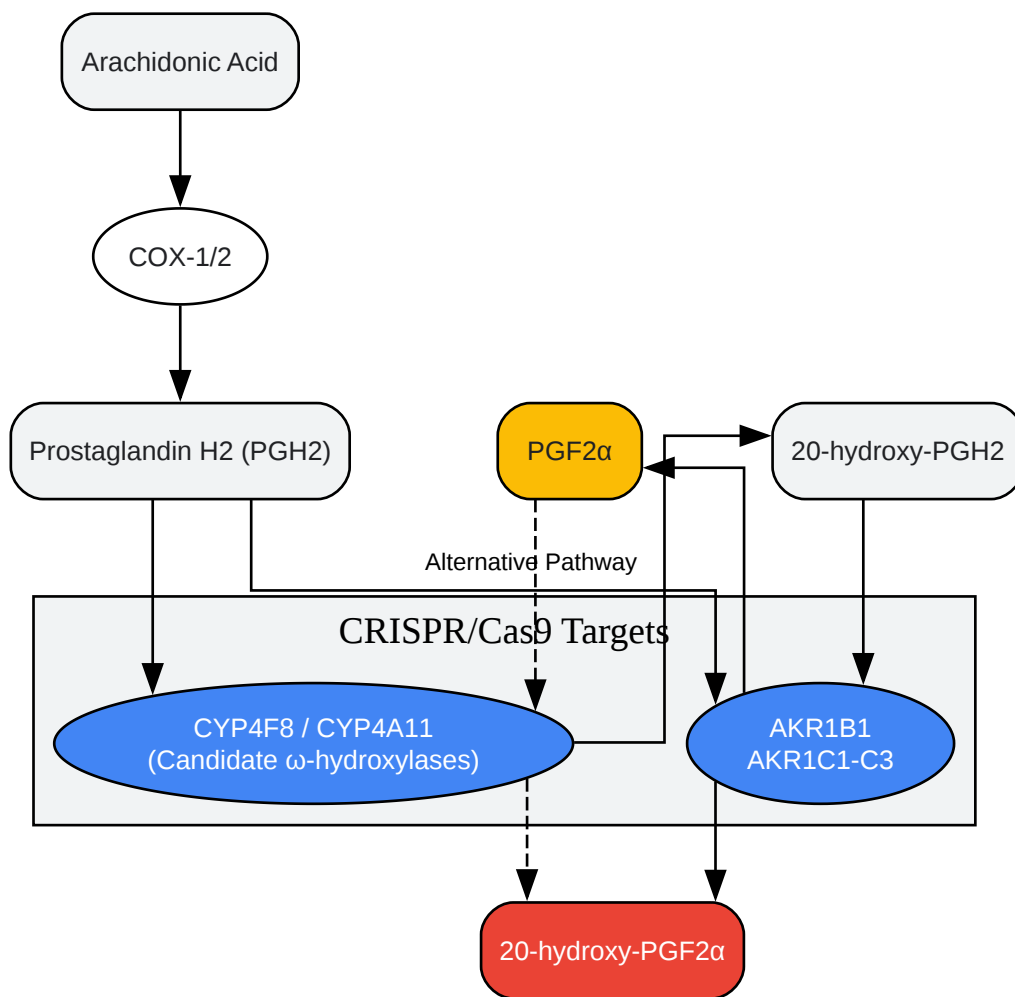 Arachidonic Acid
COX-1/2
Prostaglandin H2 (PGH2)
PGF2α
20-hydroxy-PGH2
Alternative Pathway
CRISPR/Cas9 Targets
CYP4F8 / CYP4A11
(Candidate ω-hydroxylases)
AKR1B1
AKR1C1-C3
20-hydroxy-PGF2α